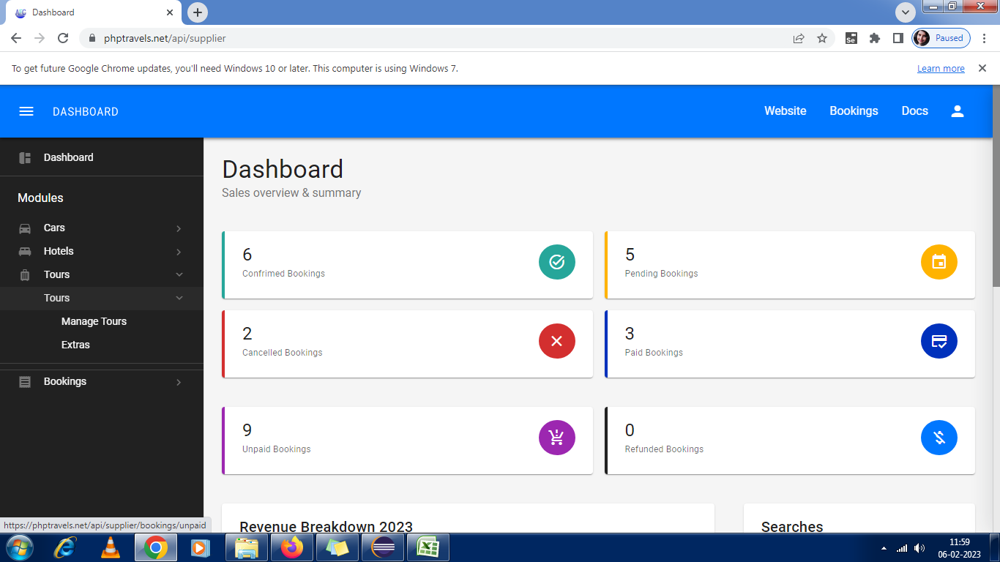 Dashboard
phptravels.net/api/supplier
Se
Paused
To get future Google Chrome updates, you'll need Windows 10 or later. This computer is using Windows 7.
Learn more
DASHBOARD
Website
Bookings
Docs
Dashboard
Modules
Cars
Hotels
Tours
Tours
Manage Tours
Extras
Bookings
Dashboard
Sales overview & summary
6
Confrimed Bookings
5
Pending Bookings
2
Cancelled Bookings
3
Paid Bookings
9
Unpaid Bookings
0
Refunded Bookings
Revenue Breakdown 2023
Searches
https://phptravels.net/api/supplier/bookings/unpaid
11:59
06-02-2023